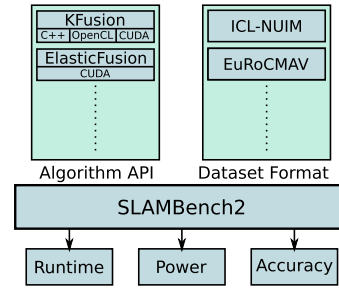 KFusion
C++ OpenCL CUDA
ElasticFusion
CUDA
Algorithm API
ICL-NUIM
EuRoCMAV
Dataset Format
SLAMBench2
Runtime
Power
Accuracy